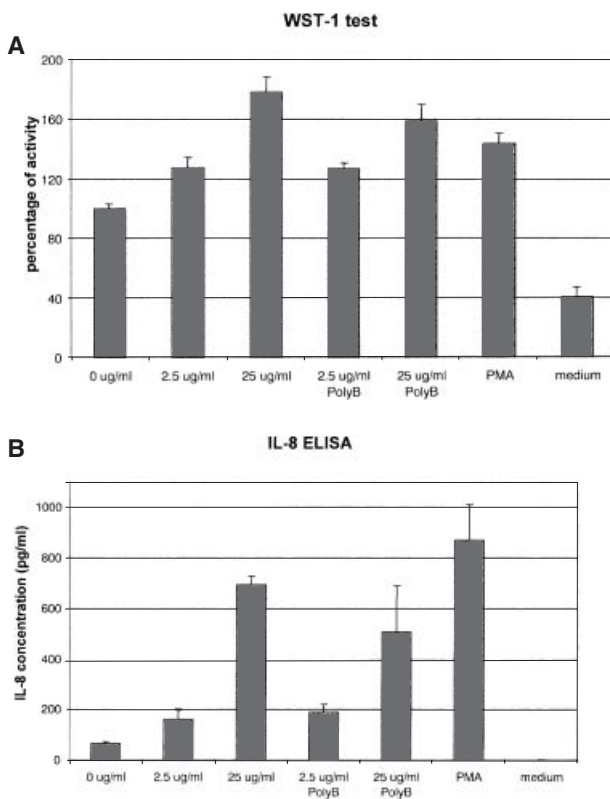 WST-1 test
A
percentage of activity
200
160
120
80
40
0
0 ug/ml 2.5 ug/ml 25 ug/ml 2.5 ug/ml PolyB 25 ug/ml PolyB PMA medium
IL-8 ELISA
B
IL-8 concentration (pg/ml)
1000
800
600
400
200
0
0 ug/ml 2.5 ug/ml 25 ug/ml 2.5 ug/ml PolyB 25 ug/ml PolyB PMA medium